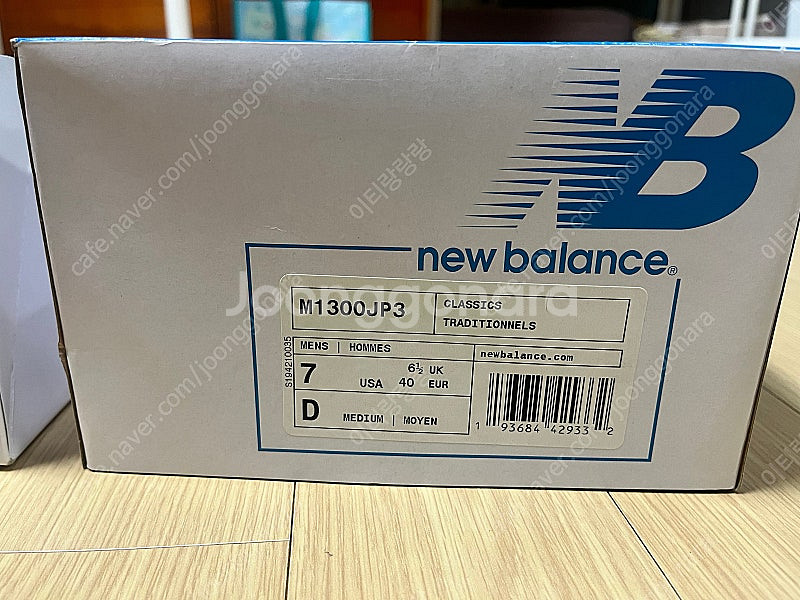 NB
new balance®
M1300JP3
CLASSICS
TRADITIONNELS
MENS | HOMMES
newbalance.com
7
6½ UK
USA 40 EUR
D
MEDIUM | MOYEN
S194210035
1 93684 42933 2
Joonggonara
cafe.naver.com/joonggonara
이티랑랑랑